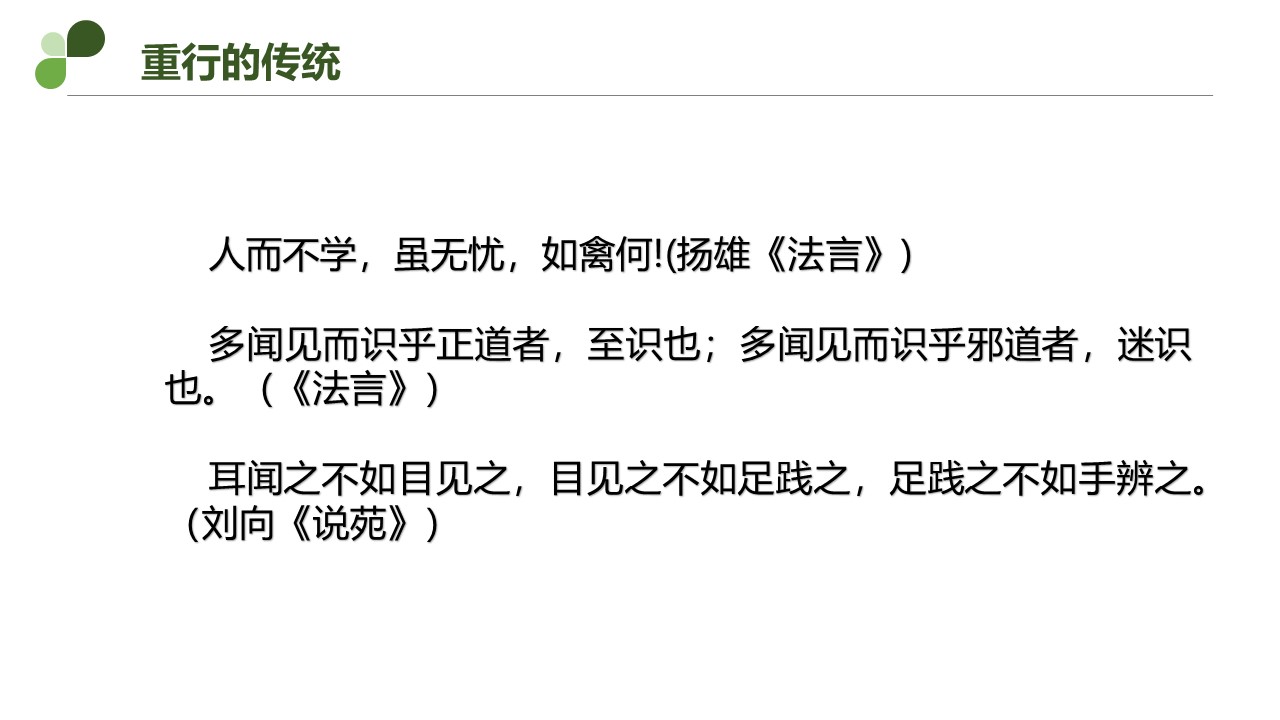 重行的传统
人而不学，虽无忧，如禽何!(扬雄《法言》)
多闻见而识乎正道者，至识也；多闻见而识乎邪道者，迷识
也。（《法言》）
耳闻之不如目见之，目见之不如足践之，足践之不如手辨之。
（刘向《说苑》）